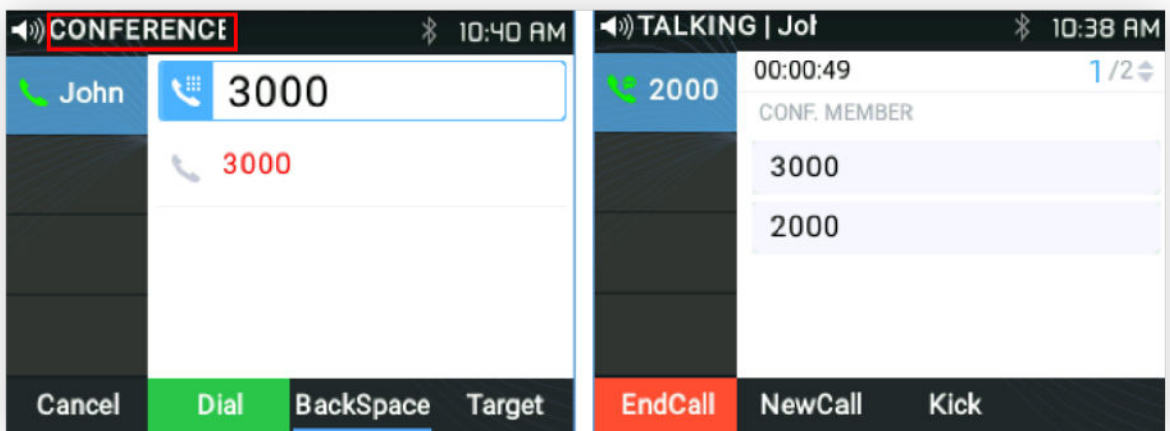 CONFERENCE
10:40 AM
John
3000
3000
Cancel Dial BackSpace Target
TALKING | Joh
10:38 AM
2000
00:00:49
1/2
CONF. MEMBER
3000
2000
EndCall NewCall Kick